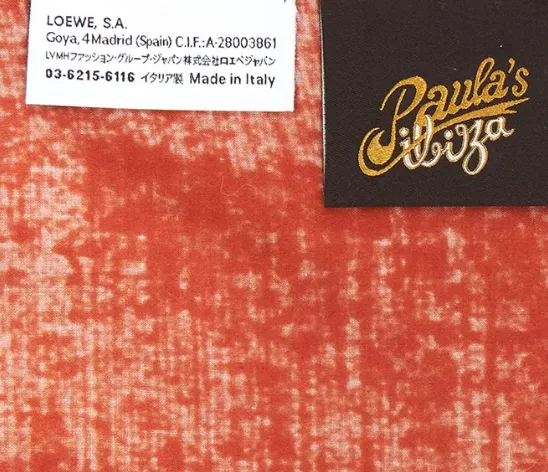 LOEWE, S.A.
Goya, 4 Madrid (Spain) C.I.F.: A-28003861
LVMHファッション・グループ・ジャパン株式会社ロエベジャパン
03-6215-6116 イタリア製 Made in Italy
Paula's
ibiza